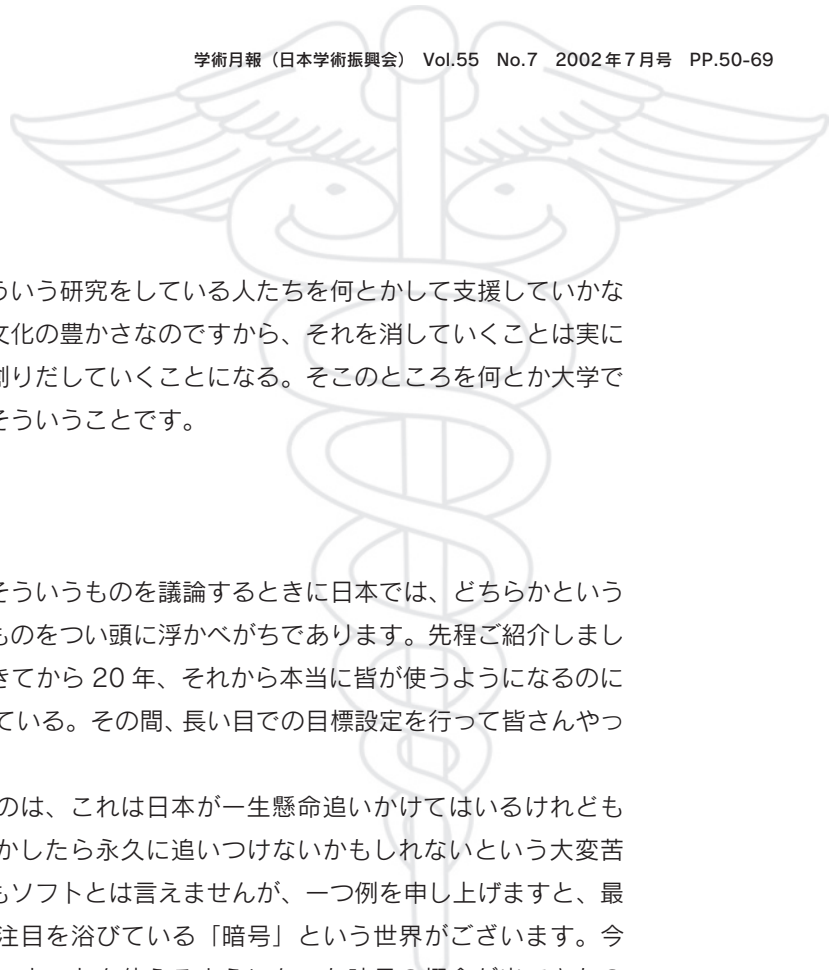 学術月報（日本学術振興会） Vol.55 No.7 2002年7月号 PP.50-69
ういう研究をしている人たちを何とかして支援していかな
文化の豊かさなのですから、それを消していくことは実に
創りだしていくことになる。そこのところを何とか大学で
そういうことです。
そういうものを議論するときに日本では、どちらかという
ものをつい頭に浮かべがちであります。先程ご紹介しまし
きてから 20 年、それから本当に皆が使うようになるのに
ている。その間、長い目での目標設定を行って皆さんやっ
のは、これは日本が一生懸命追いかけてはいるけれども
かしたら永久に追いつけないかもしれないという大変苦
もソフトとは言えませんが、一つ例を申し上げますと、最
注目を浴びている「暗号」という世界がございます。今